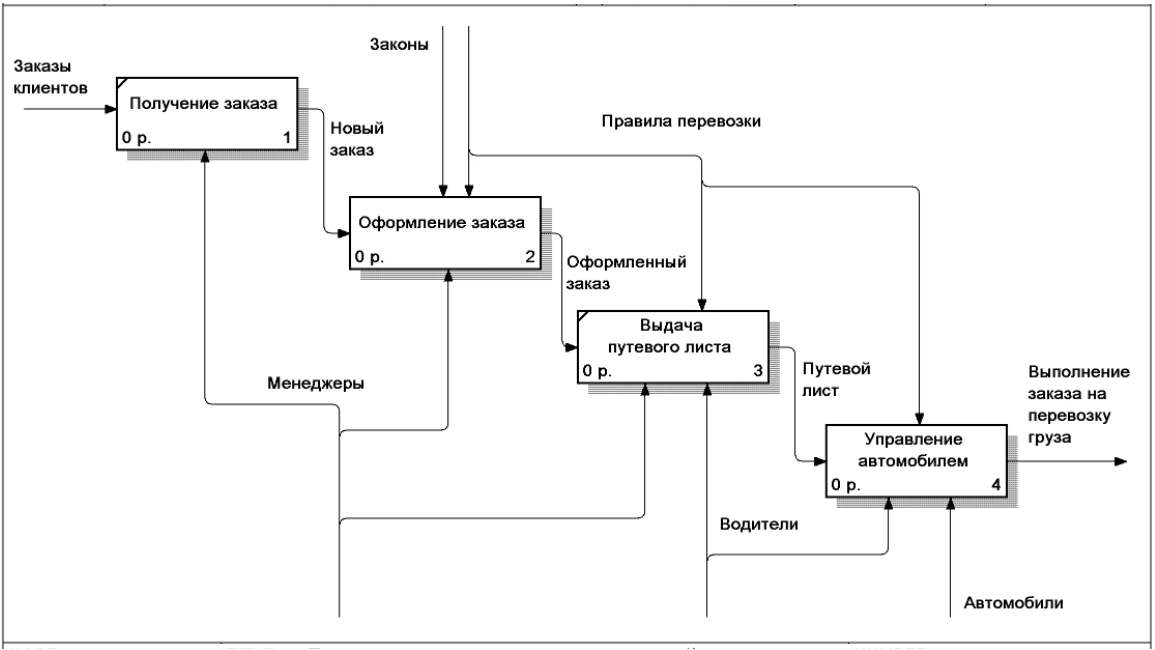 Законы
Заказы
клиентов
Получение заказа
0 р. 1
Новый
заказ
Правила перевозки
Оформление заказа
0 р. 2
Оформленный
заказ
Выдача
путевого листа
0 р. 3
Путевой
лист
Выполнение
заказа на
перевозку
груза
Менеджеры
Управление
автомобилем
0 р. 4
Водители
Автомобили